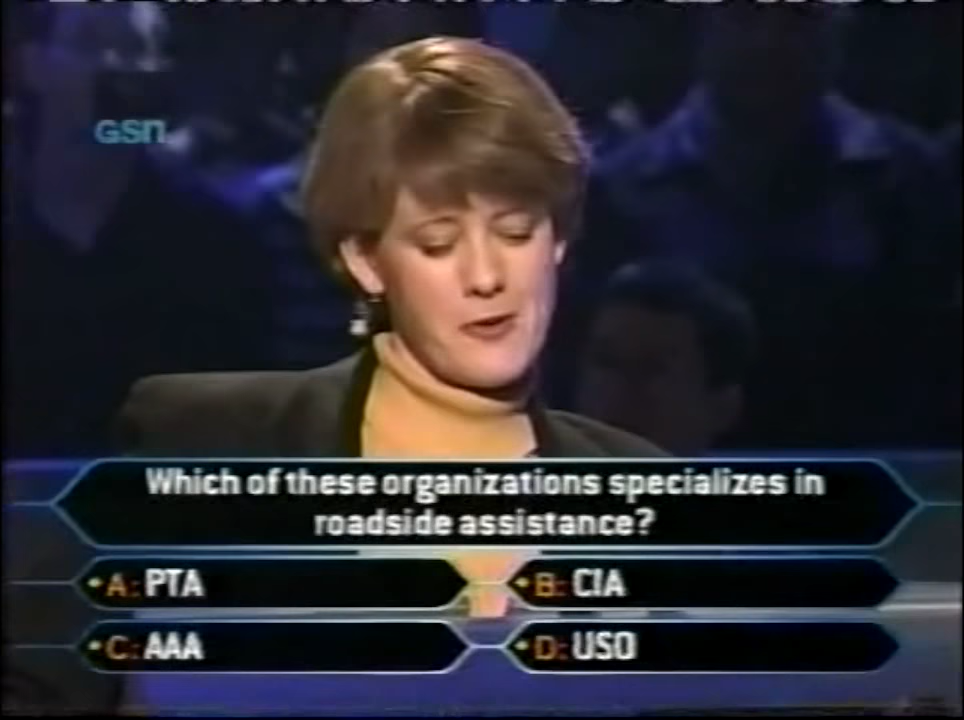 GSN
Which of these organizations specializes in
roadside assistance?
A: PTA
B: CIA
C: AAA
D: USO